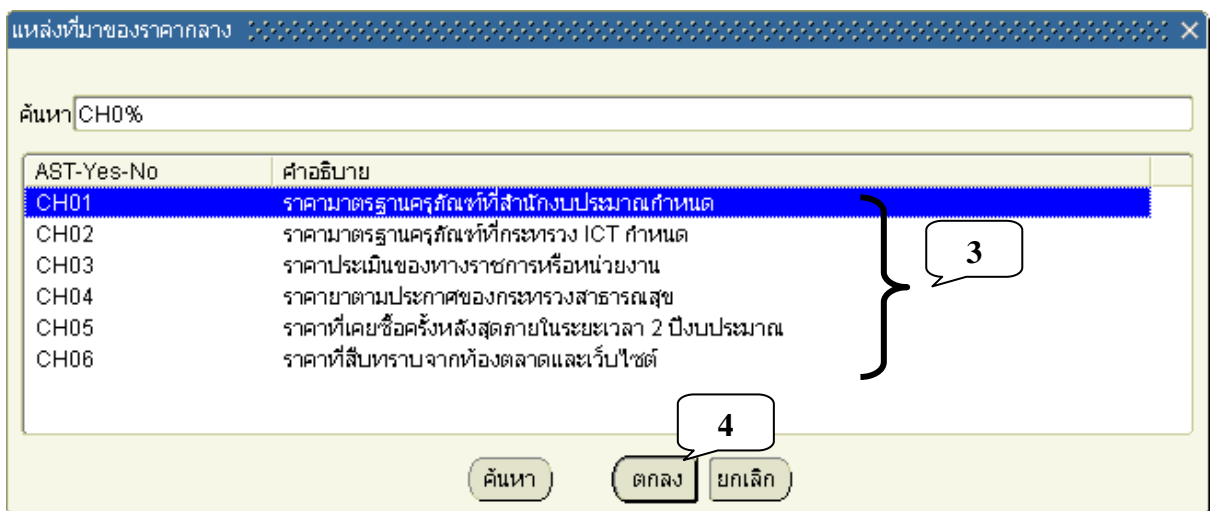 แหล่งที่มาของราคากลาง
ค้นหา CH0%
AST-Yes-No คำอธิบาย
CH01 ราคามาตรฐานครุภัณฑ์ที่สำนักงบประมาณกำหนด
CH02 ราคามาตรฐานครุภัณฑ์ที่กระทรวง ICT กำหนด
CH03 ราคาประเมินของทางราชการหรือหน่วยงาน
CH04 ราคายาตามประกาศของกระทรวงสาธารณสุข
CH05 ราคาที่เคยซื้อครั้งหลังสุดภายในระยะเวลา 2 ปีงบประมาณ
CH06 ราคาที่สืบทราบจากท้องตลาดและเว็บไซต์
3
4
ค้นหา ตกลง ยกเลิก